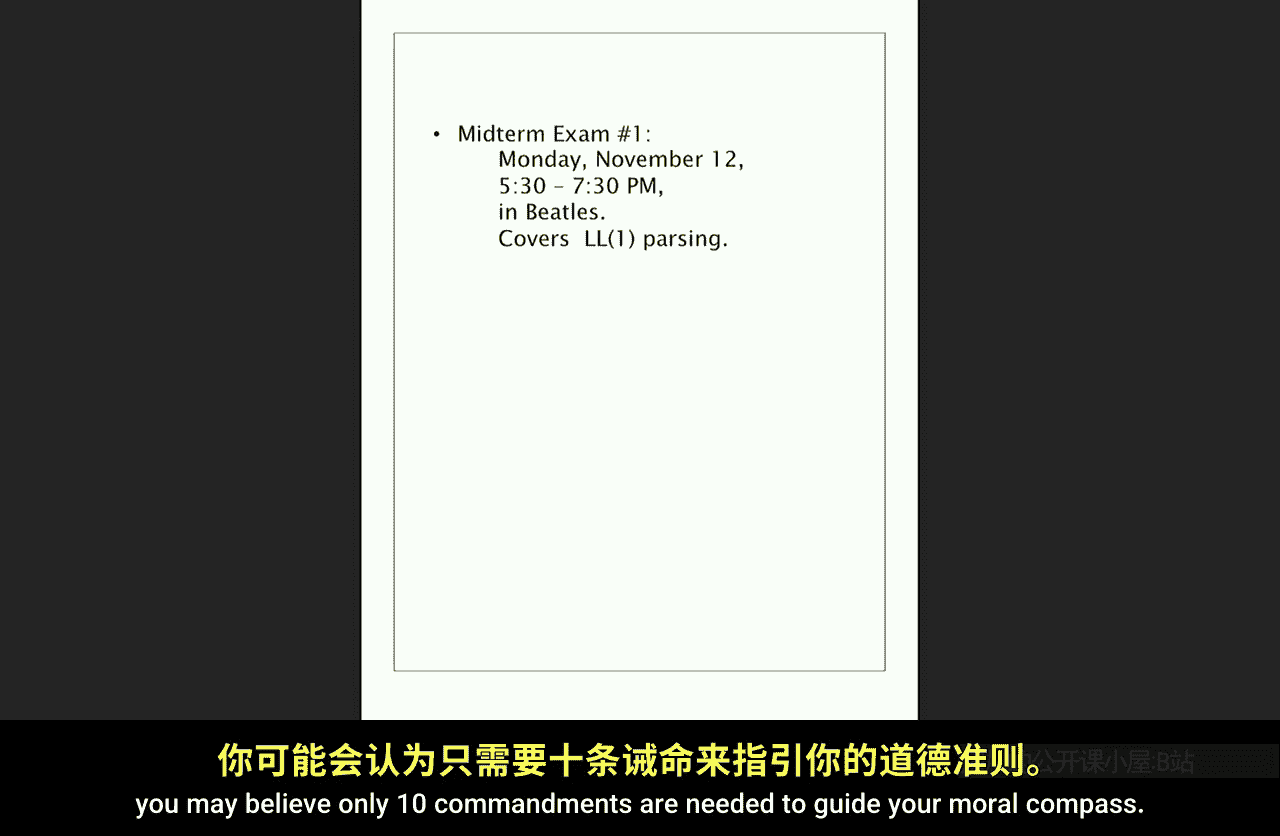 • Midterm Exam #1:
Monday, November 12,
5:30 – 7:30 PM,
in Beatles.
Covers LL(1) parsing.
你可能会认为只需要十条诫命来指引你的道德准则。
公开课小屋:B站
you may believe only 10 commandments are needed to guide your moral compass.